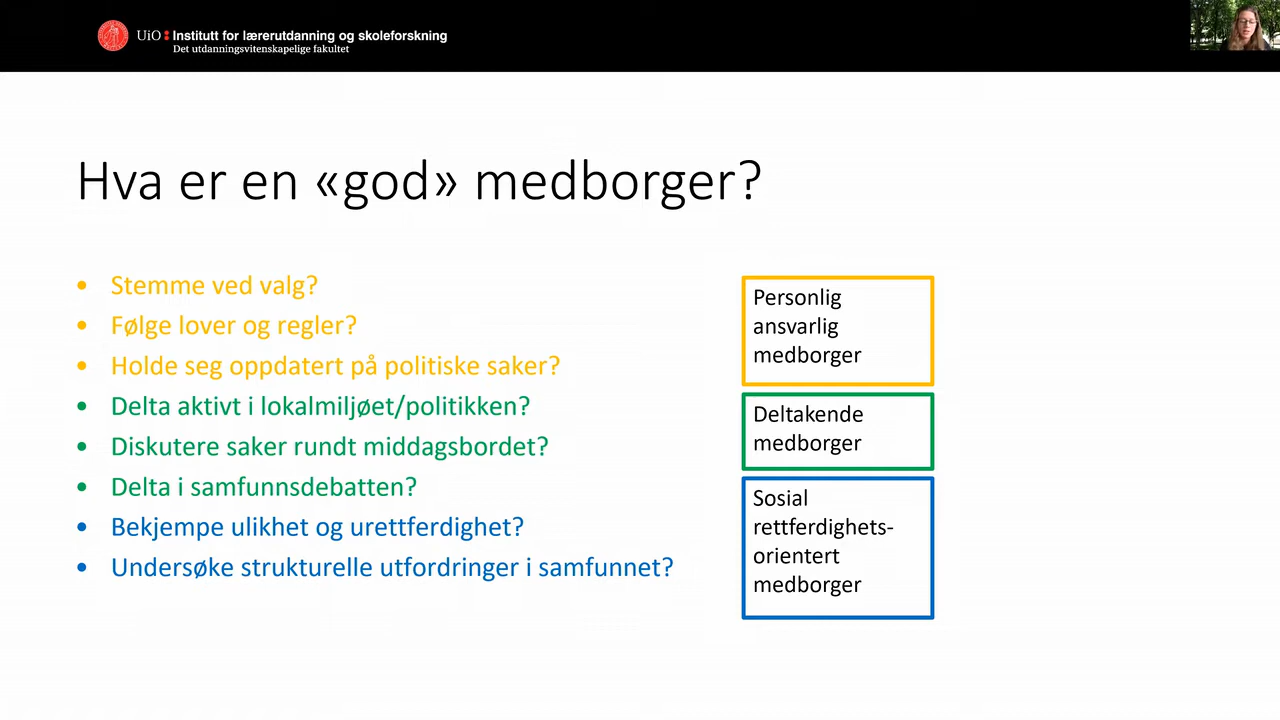 UiO Institutt for lærerutdanning og skoleforskning
Det utdanningsvitenskapelige fakultet
Hva er en «god» medborger?
• Stemme ved valg?
• Følge lover og regler?
• Holde seg oppdatert på politiske saker?
• Delta aktivt i lokalmiljøet/politikken?
• Diskutere saker rundt middagsbordet?
• Delta i samfunnsdebatten?
• Bekjempe ulikhet og urettferdighet?
• Undersøke strukturelle utfordringer i samfunnet?
Personlig
ansvarlig
medborger
Deltakende
medborger
Sosial
rettferdighets-
orientert
medborger